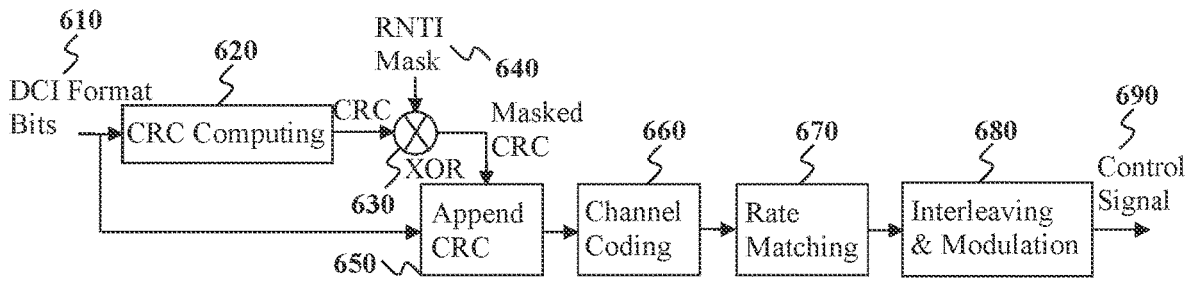 610
DCI Format
Bits
620
CRC Computing
CRC
RNTI
Mask
640
XOR
630
Masked
CRC
Append
CRC
650
660
Channel
Coding
670
Rate
Matching
680
Interleaving
& Modulation
690
Control
Signal